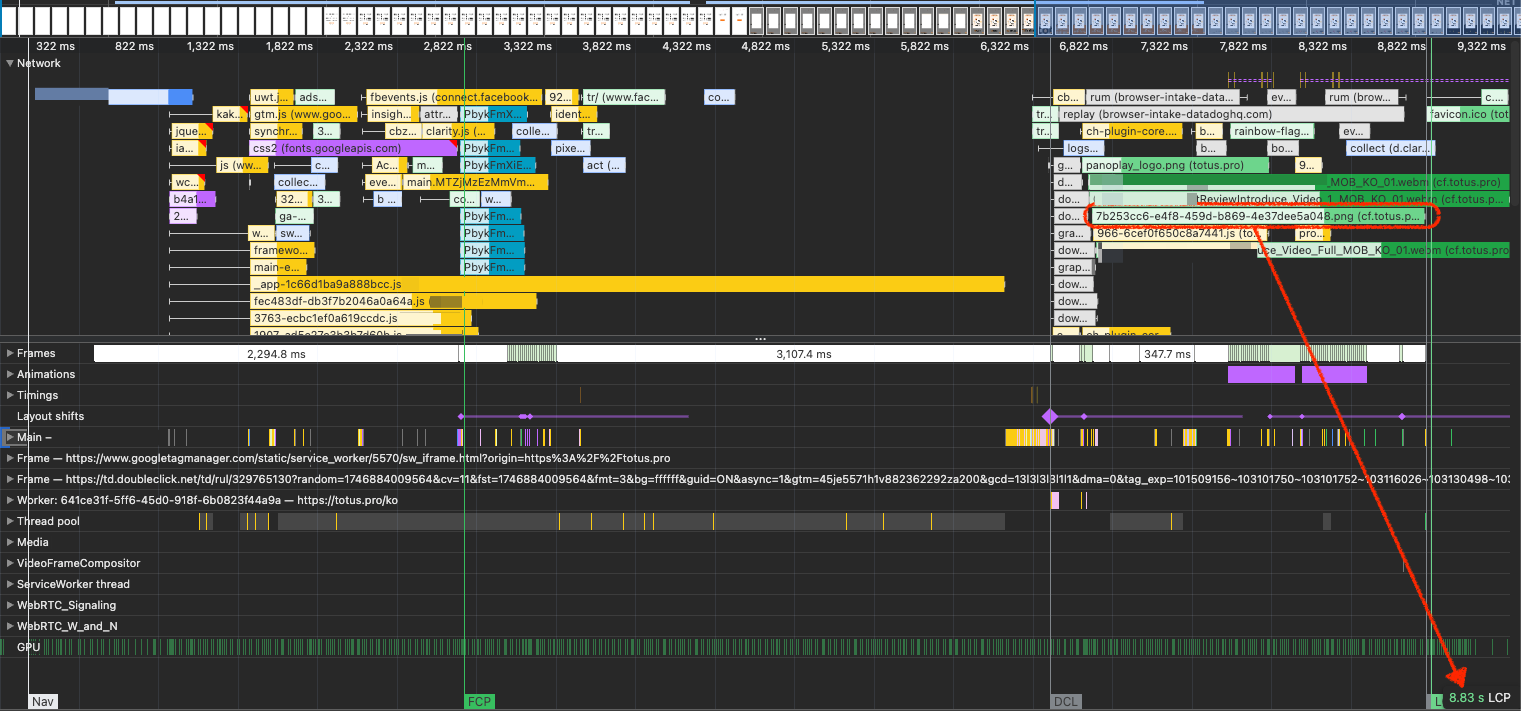 NET
322 ms 822 ms 1,322 ms 1,822 ms 2,322 ms 2,822 ms 3,322 ms 3,822 ms 4,322 ms 4,822 ms 5,322 ms 5,822 ms 6,322 ms 6,822 ms 7,322 ms 7,822 ms 8,322 ms 8,822 ms 9,322 ms
Network
uwt.j... ads... fbevents.js (connect.facebook... 92... tr/ (www.fac... co... cb... rum (browser-intake-data... ev... rum (brow... c....
kak... gtm.js (www.goo... insigh... attr... PbykFmX... ident... tr... replay (browser-intake-datadoghq.com) favicon.ico (tot
jque... synchr... 3... cbz... clarity.js (... colle... tr... tr... ch-plugin-core.... b... rainbow-flag... ev...
ia... css2 (fonts.googleapis.com) PbykFm... pixe... logs... b... bo... collect (d.clar...
js (ww... c... Ac... m... PbykFmXiE... act (... g... panoplay_logo.png (totus.pro) 9...
wc... collec... eve... main.MTZjMzEzMmVm... d... _MOB_KO_01.webm (cf.totus.pro)
b4a1... 32... 3... b ... co... w... do... tReviewIntroduce_Video_1_MOB_KO_01.webm (cf.totus.p...
2... ga-... PbykFm... do... 7b253cc6-e4f8-459d-b869-4e37dee5a048.png (cf.totus.p...
w... sw... PbykFm... gra... 966-6cef0f650c8a7441.js (to... pro...
framewo... PbykFm... dow... uce_Video_Full_MOB_KO_01.webm (cf.totus.pro
main-e... PbykFm... grap...
_app-1c66d1ba9a888bcc.js dow...
fec483df-db3f7b2046a0a64a.js dow...
3763-ecbc1ef0a619ccdc.js dow...
Frames 2,294.8 ms 3,107.4 ms 347.7 ms
Animations
Timings
Layout shifts
Main –
Frame — https://www.googletagmanager.com/static/service_worker/5570/sw_iframe.html?origin=https%3A%2F%2Ftotus.pro
Frame — https://td.doubleclick.net/td/rul/329765130?random=1746884009564&cv=11&fst=1746884009564&fmt=3&bg=ffffff&guid=ON&async=1&gtm=45je5571h1v882362292za200&gcd=13l3l3l3l1l1&dma=0&tag_exp=101509156~103101750~103101752~103116026~103130498~103
Worker: 641ce31f-5ff6-45d0-918f-6b0823f44a9a — https://totus.pro/ko
Thread pool
Media
VideoFrameCompositor
ServiceWorker thread
WebRTC_Signaling
WebRTC_W_and_N
GPU
Nav FCP DCL L 8.83 s LCP